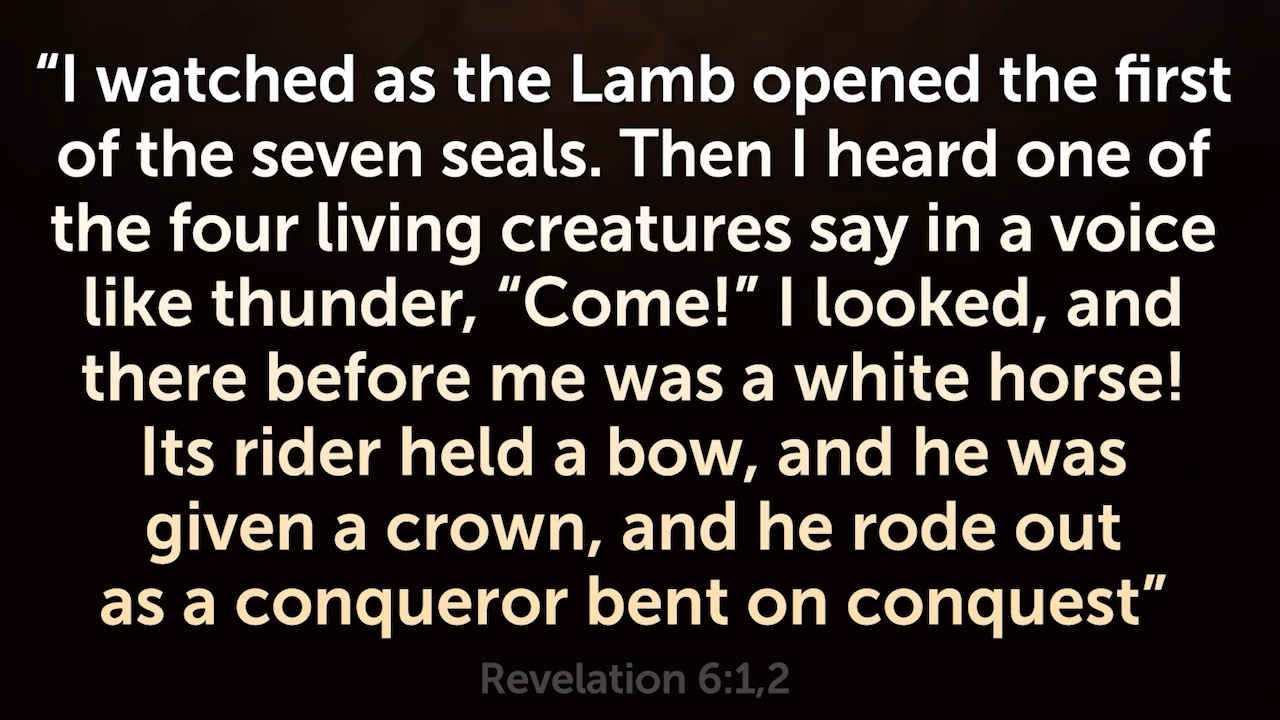 “I watched as the Lamb opened the first
of the seven seals. Then I heard one of
the four living creatures say in a voice
like thunder, “Come!” I looked, and
there before me was a white horse!
Its rider held a bow, and he was
given a crown, and he rode out
as a conqueror bent on conquest”
Revelation 6:1,2